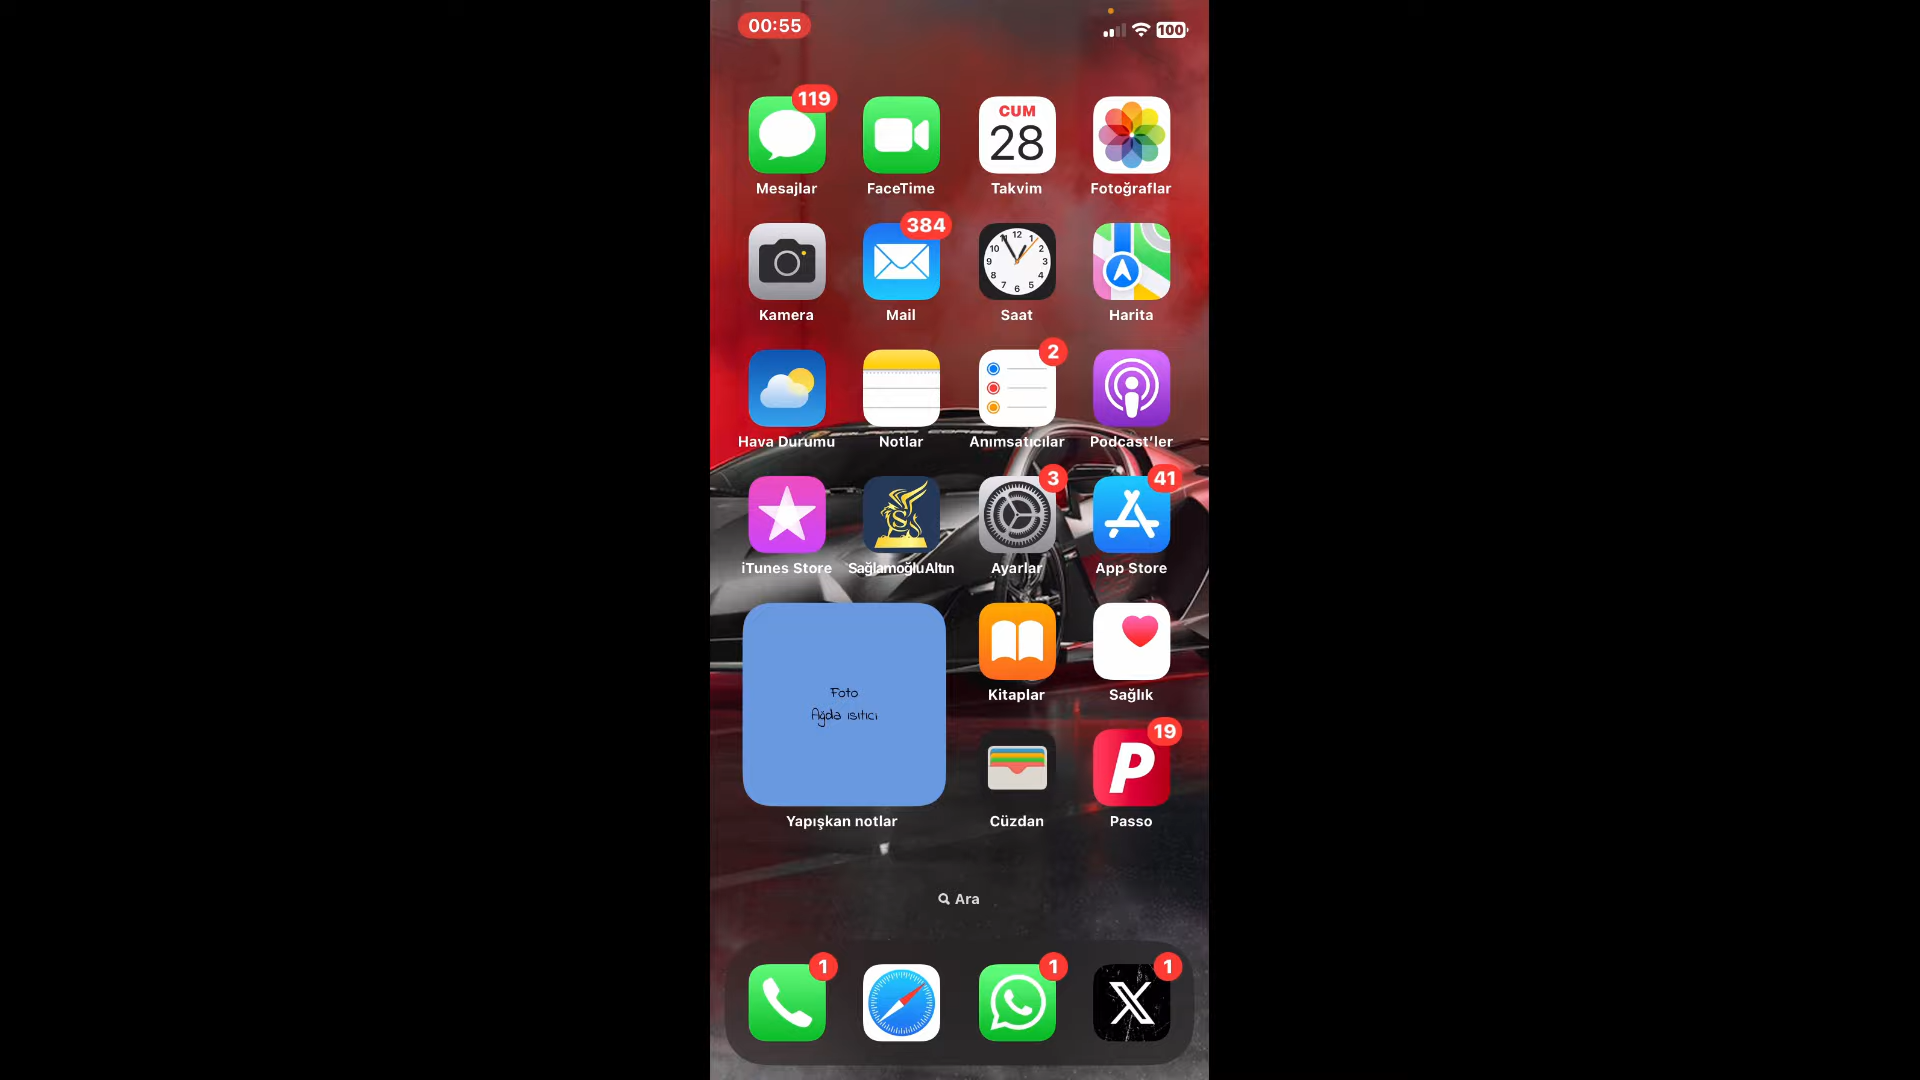 00:55
100
119
CUM
28
Mesajlar
FaceTime
Takvim
Fotoğraflar
384
Kamera
Mail
Saat
Harita
2
Hava Durumu
Notlar
Anımsatıcılar
Podcast'ler
3
41
iTunes Store
SağlamoğluAltın
Ayarlar
App Store
Foto
Ağda ısıtıcı
Kitaplar
Sağlık
19
P
Yapışkan notlar
Cüzdan
Passo
Ara
1
1
1
X